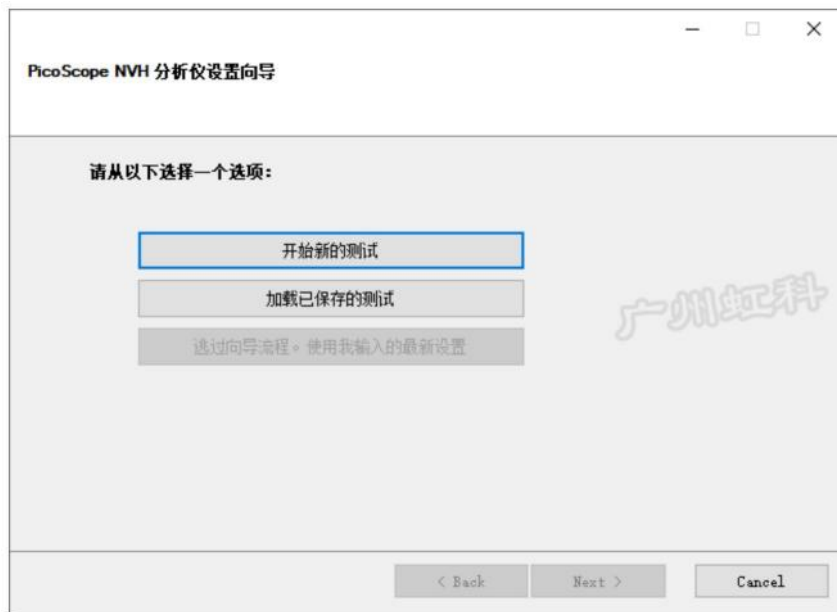 PicoScope NVH 分析仪设置向导
请从以下选择一个选项：
开始新的测试
加载已保存的测试
逃过向导流程。使用我输入的最新设置
广州虹科
< Back
Next >
Cancel